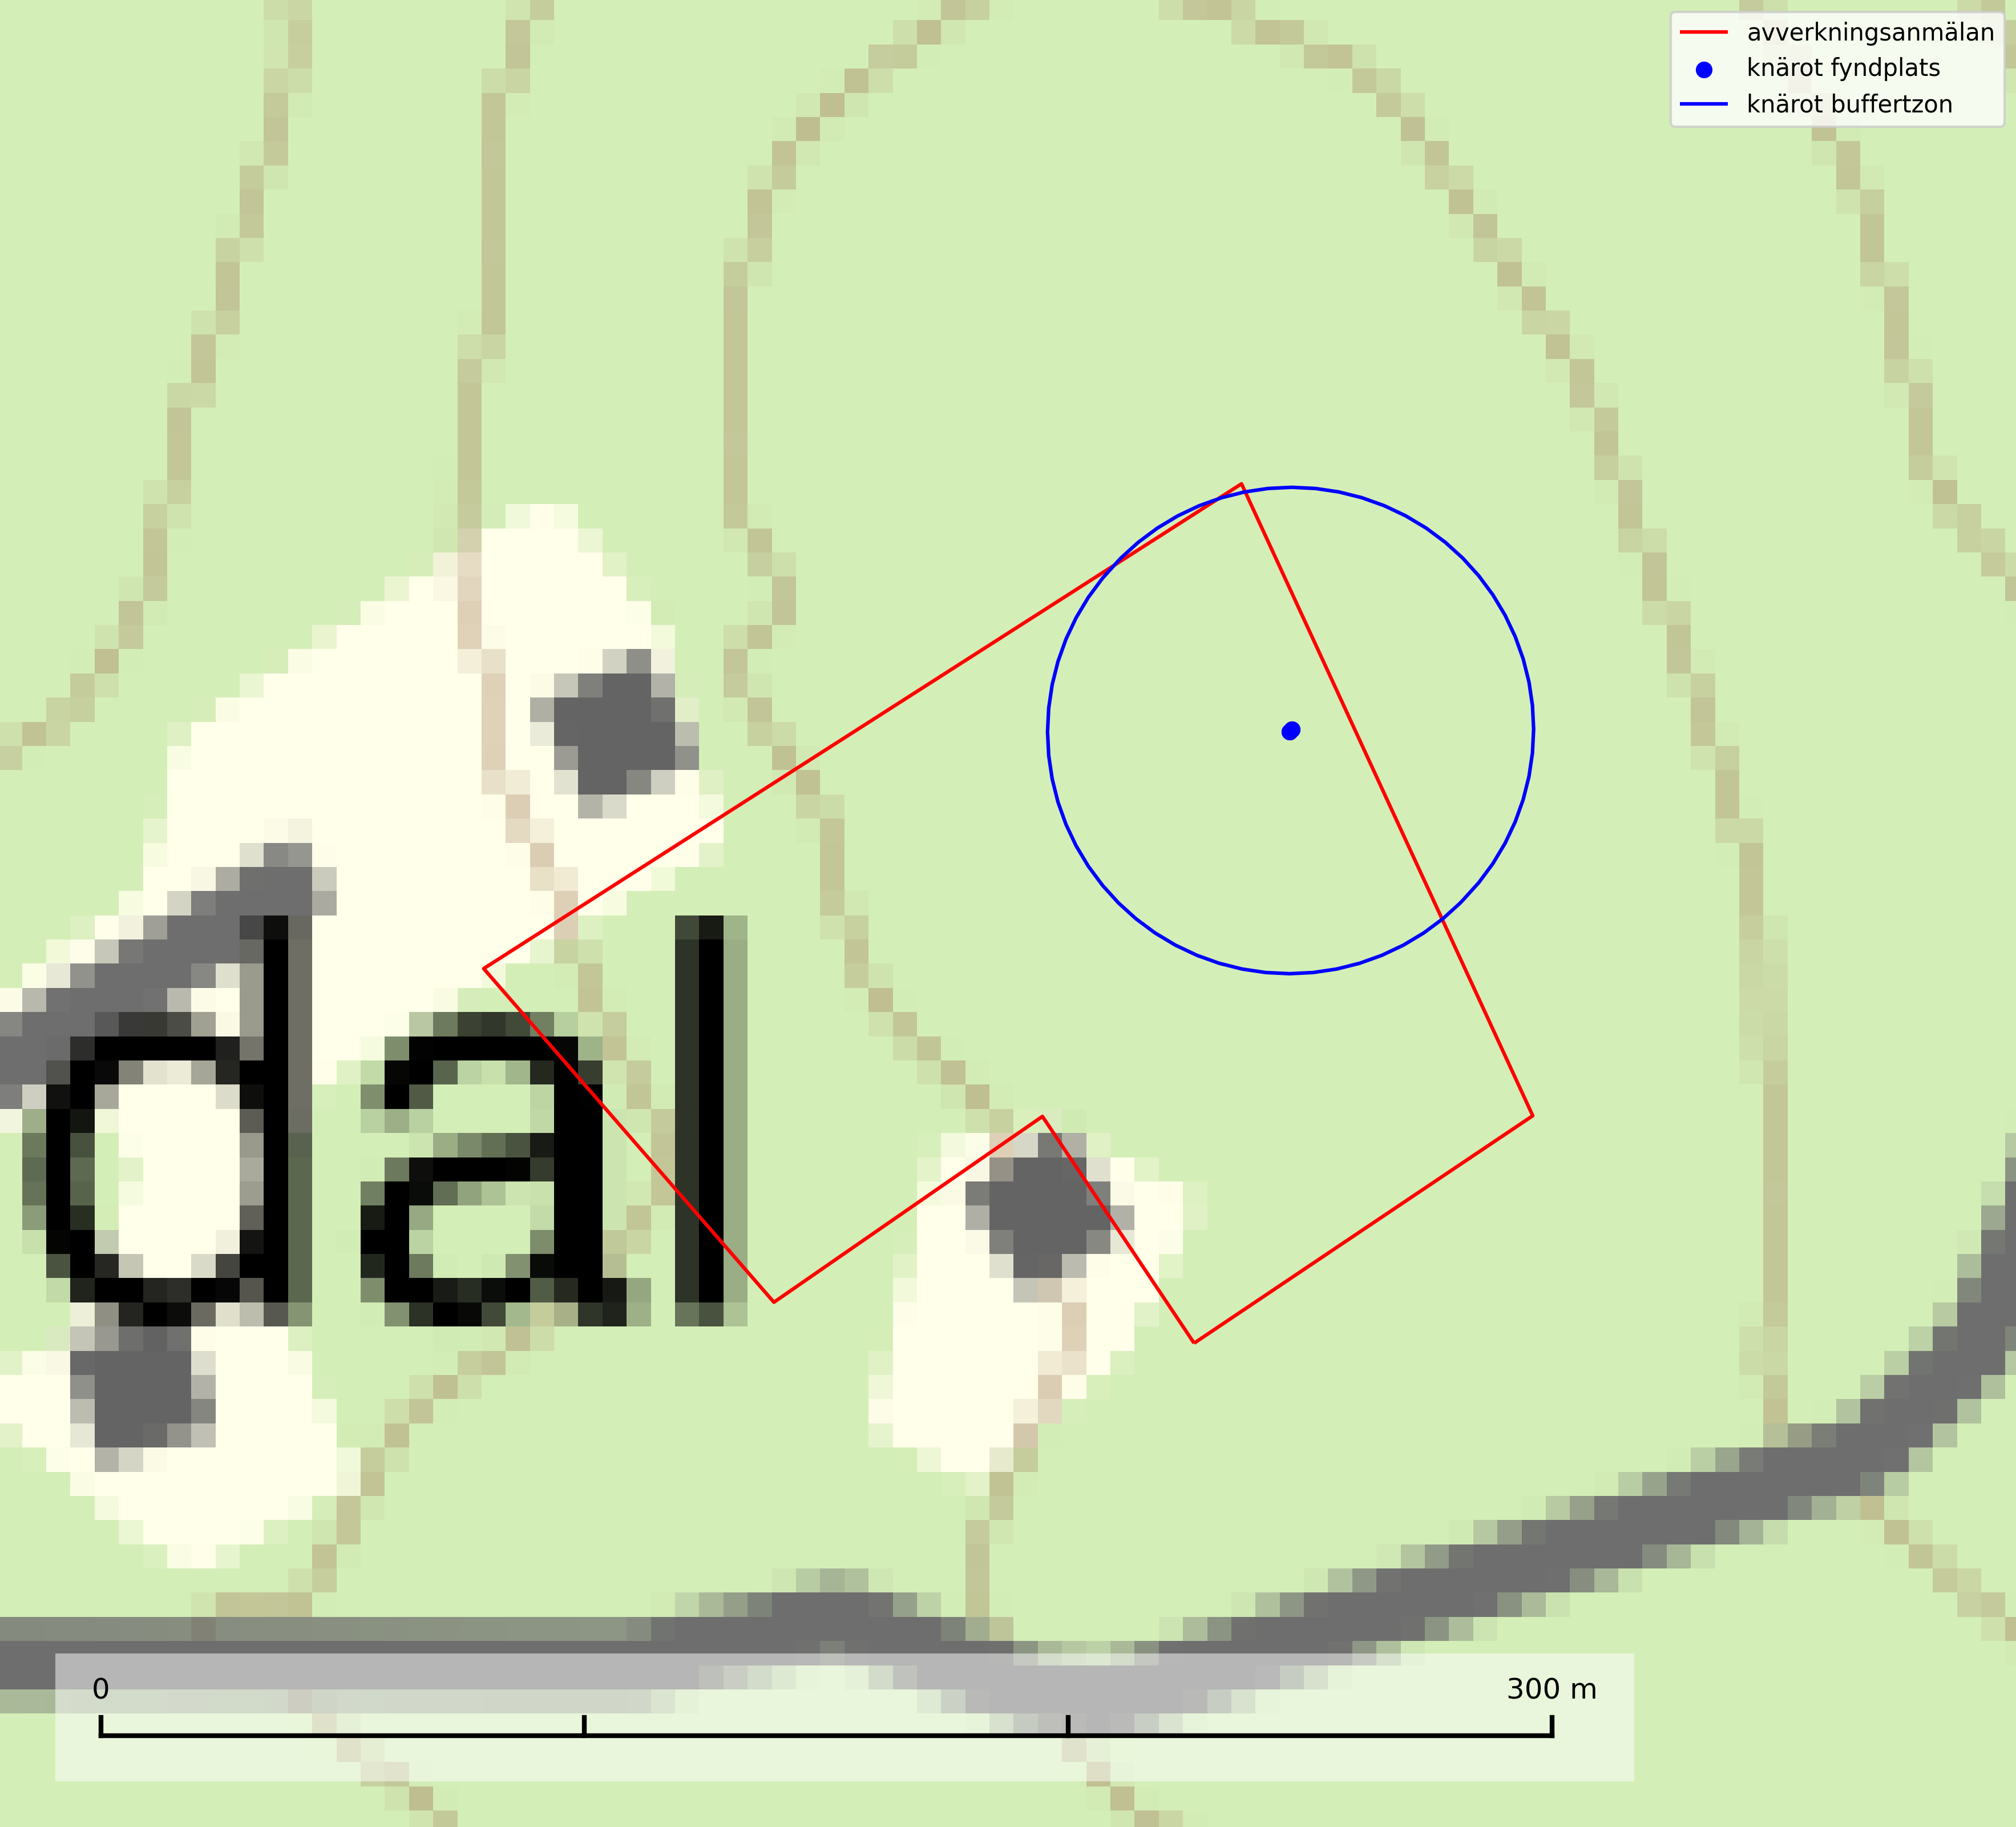 avverkningsanmälan
knärot fyndplats
knärot buffertzon
dal
0 300 m